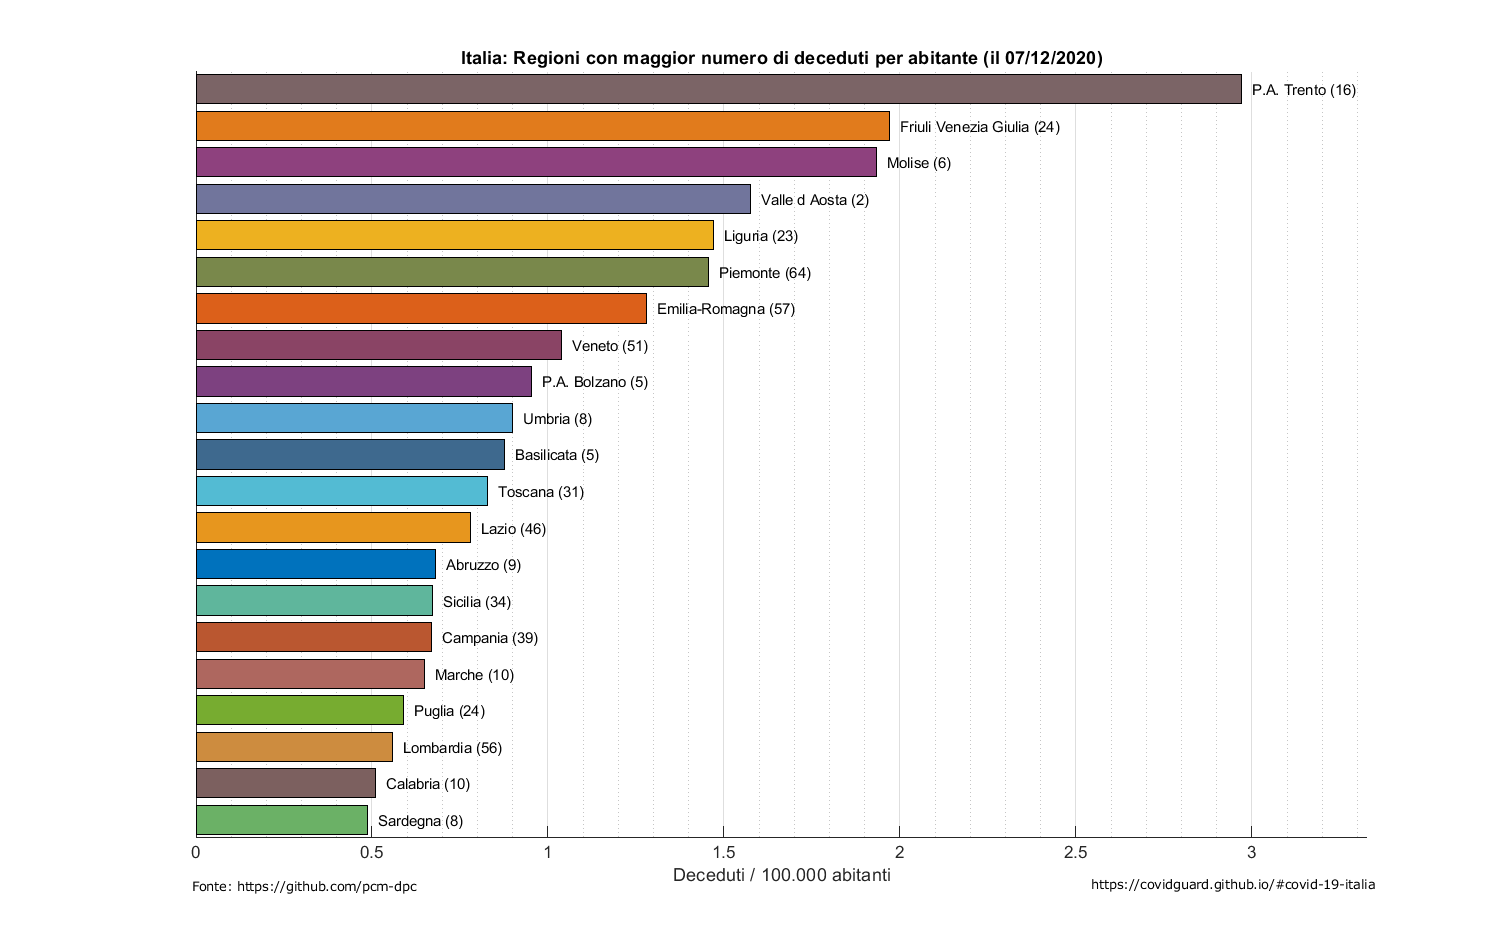 Italia: Regioni con maggior numero di deceduti per abitante (il 07/12/2020)
P.A. Trento (16)
Friuli Venezia Giulia (24)
Molise (6)
Valle d Aosta (2)
Liguria (23)
Piemonte (64)
Emilia-Romagna (57)
Veneto (51)
P.A. Bolzano (5)
Umbria (8)
Basilicata (5)
Toscana (31)
Lazio (46)
Abruzzo (9)
Sicilia (34)
Campania (39)
Marche (10)
Puglia (24)
Lombardia (56)
Calabria (10)
Sardegna (8)
0 0.5 1 1.5 2 2.5 3
Deceduti / 100.000 abitanti
Fonte: https://github.com/pcm-dpc
https://covidguard.github.io/#covid-19-italia